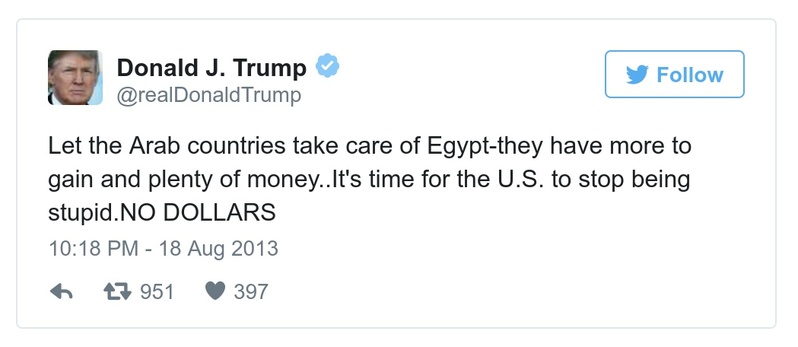 Donald J. Trump
@realDonaldTrump
Follow
Let the Arab countries take care of Egypt-they have more to
gain and plenty of money..It's time for the U.S. to stop being
stupid.NO DOLLARS
10:18 PM - 18 Aug 2013
951 397